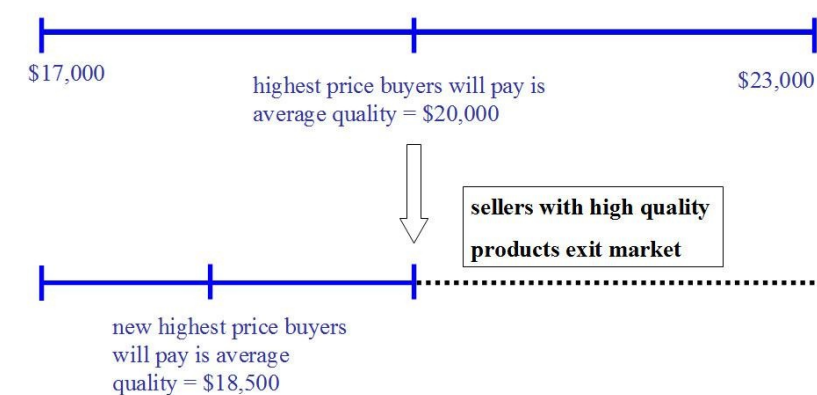 $17,000
highest price buyers will pay is
average quality = $20,000
$23,000
sellers with high quality
products exit market
new highest price buyers
will pay is average
quality = $18,500